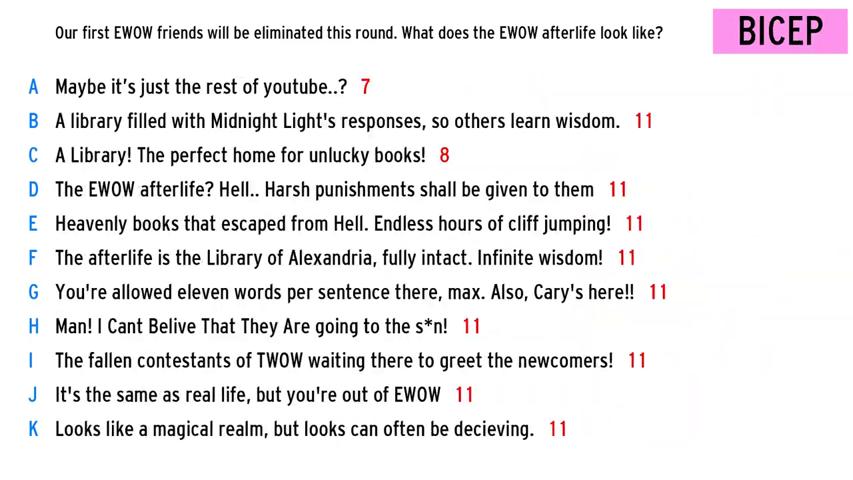 Our first EWOW friends will be eliminated this round. What does the EWOW afterlife look like?
BICEP
A Maybe it's just the rest of youtube..? 7
B A library filled with Midnight Light's responses, so others learn wisdom. 11
C A Library! The perfect home for unlucky books! 8
D The EWOW afterlife? Hell.. Harsh punishments shall be given to them 11
E Heavenly books that escaped from Hell. Endless hours of cliff jumping! 11
F The afterlife is the Library of Alexandria, fully intact. Infinite wisdom! 11
G You're allowed eleven words per sentence there, max. Also, Cary's here!! 11
H Man! I Cant Belive That They Are going to the s*n! 11
I The fallen contestants of TWOW waiting there to greet the newcomers! 11
J It's the same as real life, but you're out of EWOW 11
K Looks like a magical realm, but looks can often be decieving. 11